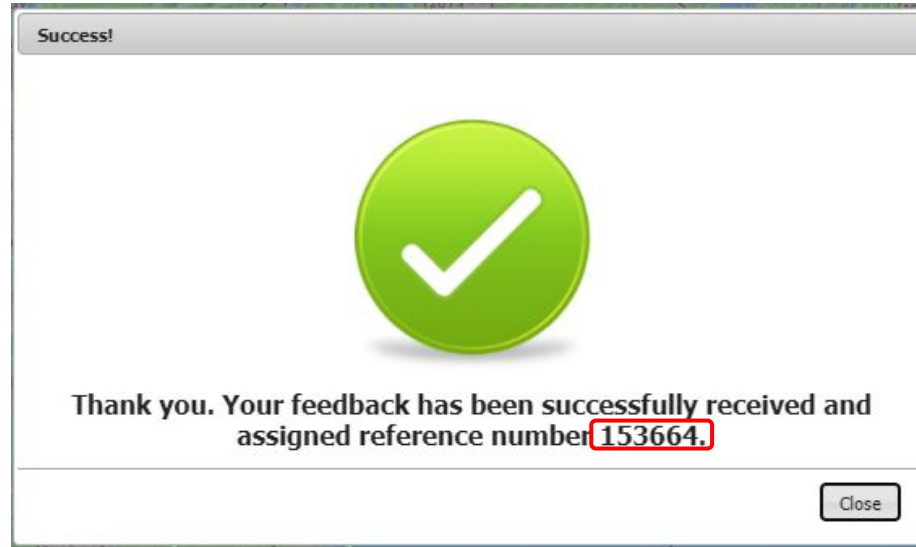 Success!
Thank you. Your feedback has been successfully received and
assigned reference number 153664.
Close